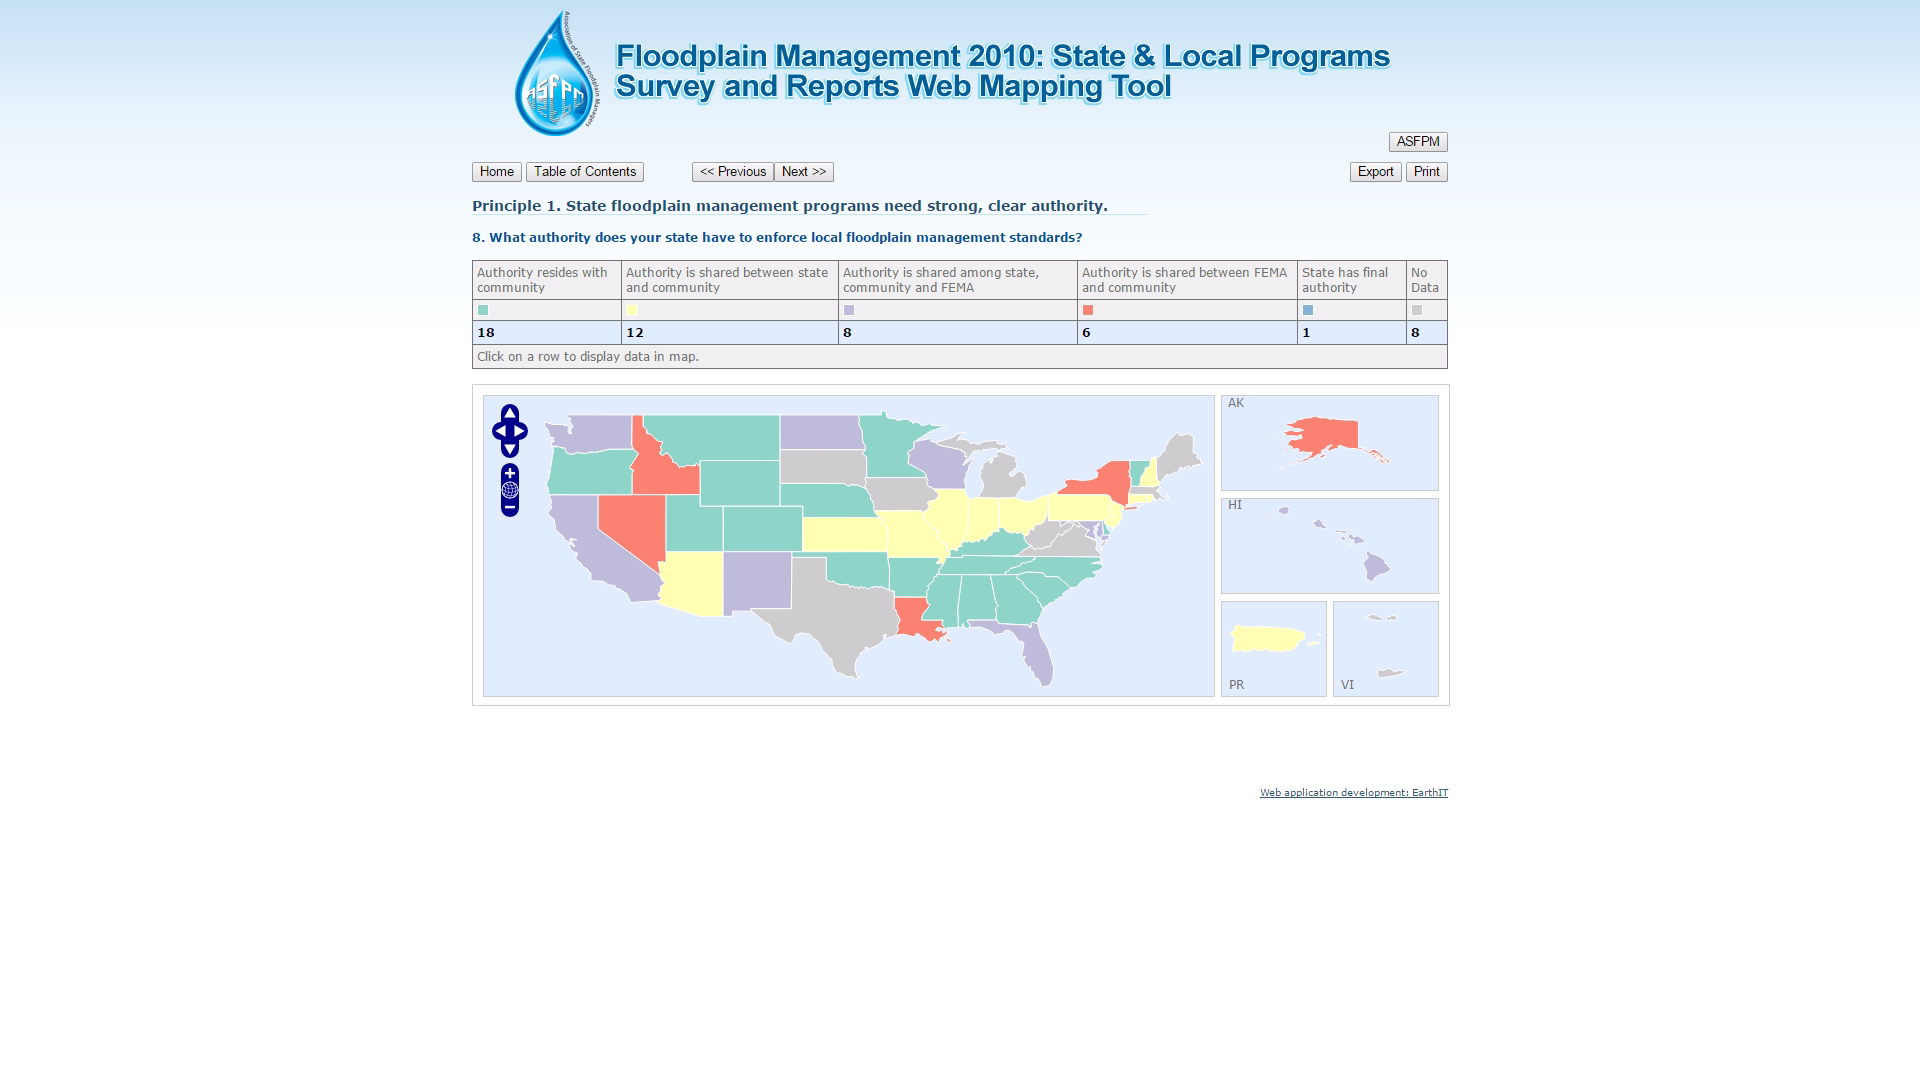 Association of State Floodplain Managers
ASFPM
Floodplain Management 2010: State & Local Programs
Survey and Reports Web Mapping Tool
ASFPM
Home
Table of Contents
<< Previous
Next >>
Export
Print
Principle 1. State floodplain management programs need strong, clear authority.
8. What authority does your state have to enforce local floodplain management standards?
Authority resides with
community
Authority is shared between state
and community
Authority is shared among state,
community and FEMA
Authority is shared between FEMA
and community
State has final
authority
No
Data
18
12
8
6
1
8
Click on a row to display data in map.
AK
HI
PR
VI
Web application development: EarthIT